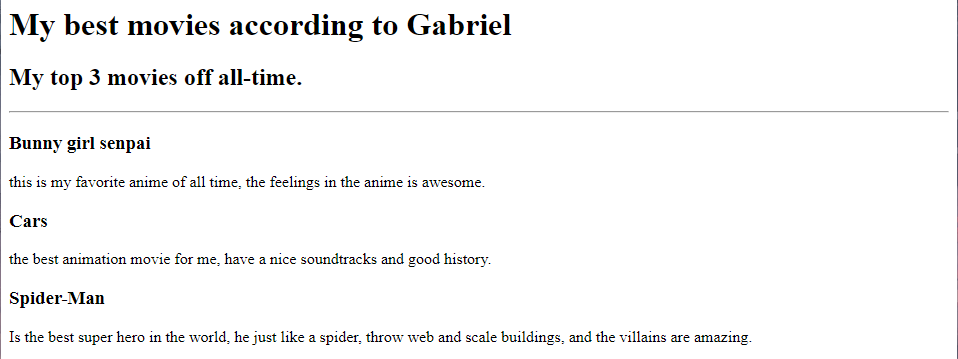 My best movies according to Gabriel
My top 3 movies off all-time.
Bunny girl senpai
this is my favorite anime of all time, the feelings in the anime is awesome.
Cars
the best animation movie for me, have a nice soundtracks and good history.
Spider-Man
Is the best super hero in the world, he just like a spider, throw web and scale buildings, and the villains are amazing.